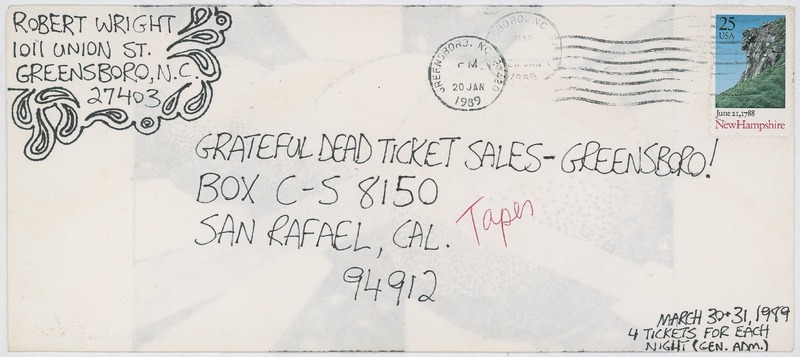 ROBERT WRIGHT
1011 UNION ST.
GREENSBORO, N.C.
27403
GREENSBORO, NC
PM
20 JAN
1989
25
USA
June 21, 1788
New Hampshire
GRATEFUL DEAD TICKET SALES - GREENSBORO!
BOX C-S 8150
SAN RAFAEL, CAL.
94912
Tapes
MARCH 30+31, 1989
4 TICKETS FOR EACH
NIGHT (GEN. ADM.)